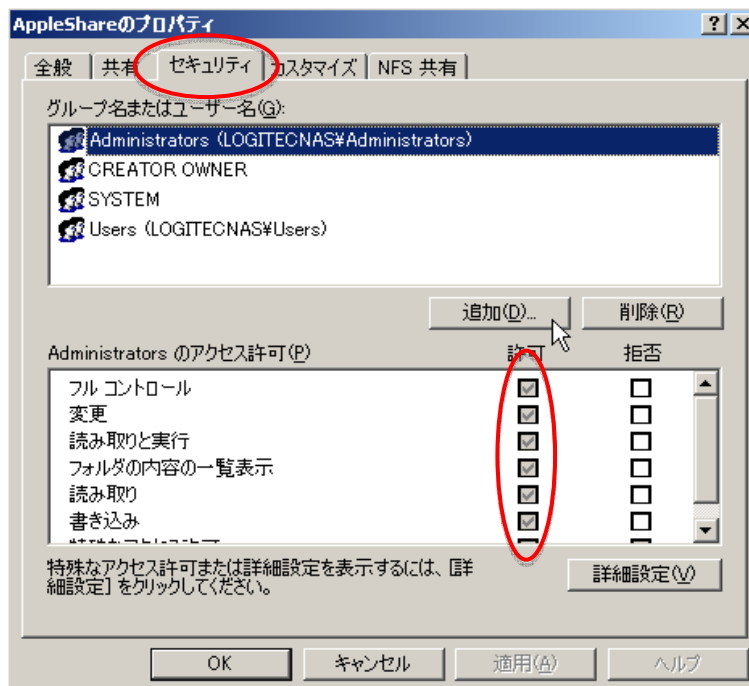 AppleShareのプロパティ
全般 共有 セキュリティ カスタマイズ NFS 共有
グループ名またはユーザー名(G):
Administrators (LOGITECNAS¥Administrators)
CREATOR OWNER
SYSTEM
Users (LOGITECNAS¥Users)
追加(D)... 削除(R)
Administrators のアクセス許可(P) 許可 拒否
フル コントロール
変更
読み取りと実行
フォルダの内容の一覧表示
読み取り
書き込み
特殊なアクセス許可または詳細設定を表示するには、[詳
細設定] をクリックしてください。
詳細設定(V)
OK キャンセル 適用(A) ヘルプ